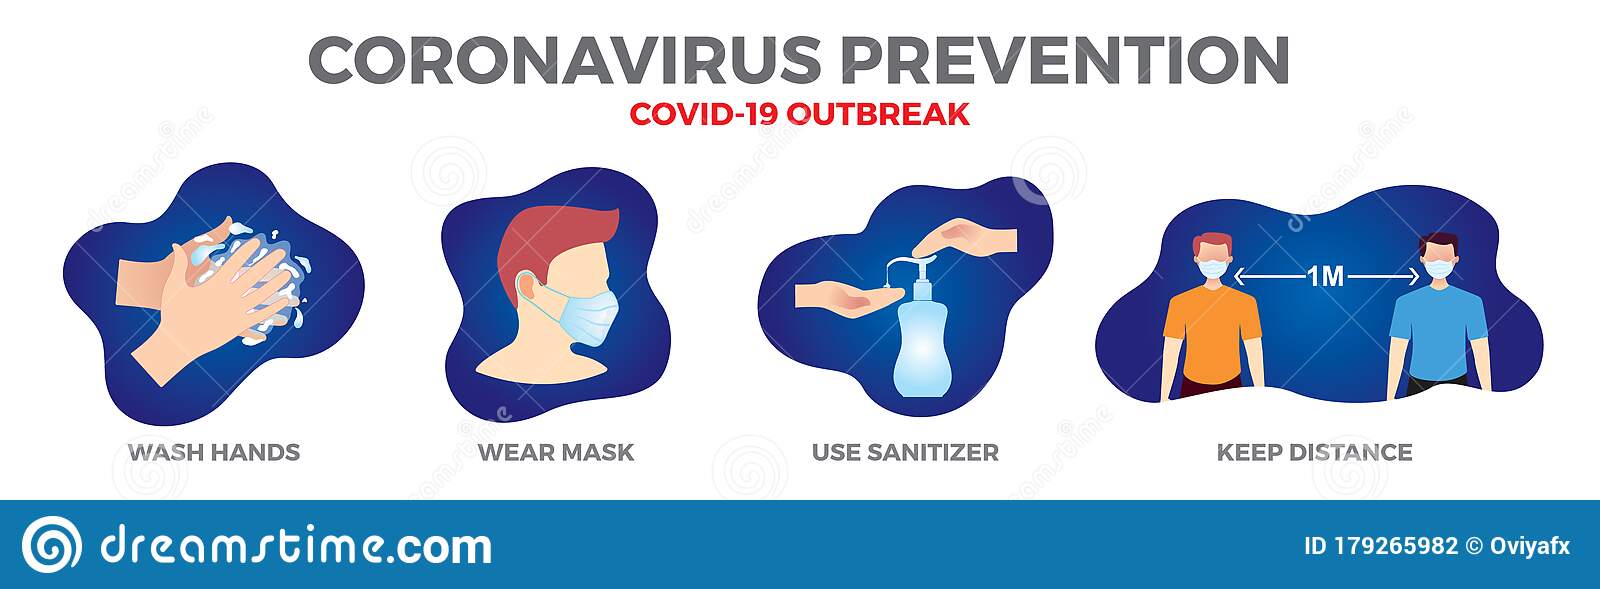 CORONAVIRUS PREVENTION
COVID-19 OUTBREAK
1M
WASH HANDS
WEAR MASK
USE SANITIZER
KEEP DISTANCE
dreamstime.com
ID 179265982 © Oviyafx